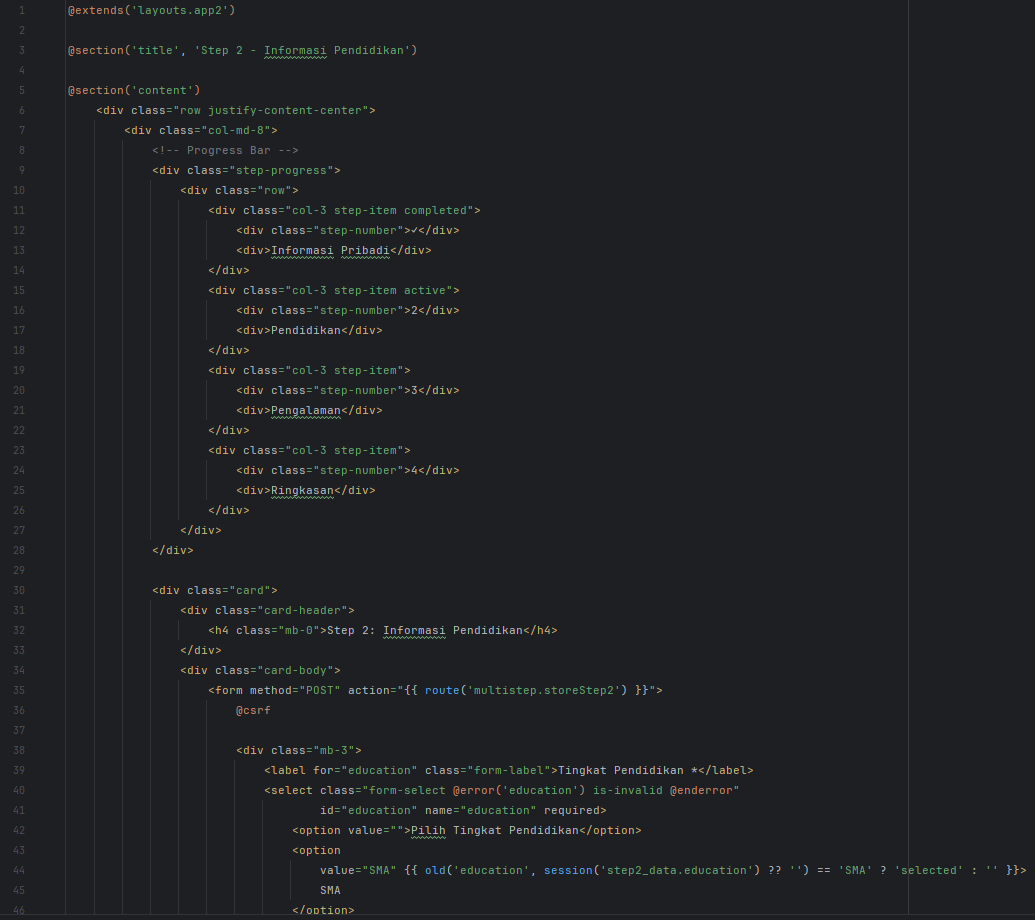 1 @extends('layouts.app2')
2
3 @section('title', 'Step 2 - Informasi Pendidikan')
4
5 @section('content')
6 <div class="row justify-content-center">
7 <div class="col-md-8">
8 <!-- Progress Bar -->
9 <div class="step-progress">
10 <div class="row">
11 <div class="col-3 step-item completed">
12 <div class="step-number">✓</div>
13 <div>Informasi Pribadi</div>
14 </div>
15 <div class="col-3 step-item active">
16 <div class="step-number">2</div>
17 <div>Pendidikan</div>
18 </div>
19 <div class="col-3 step-item">
20 <div class="step-number">3</div>
21 <div>Pengalaman</div>
22 </div>
23 <div class="col-3 step-item">
24 <div class="step-number">4</div>
25 <div>Ringkasan</div>
26 </div>
27 </div>
28 </div>
29
30 <div class="card">
31 <div class="card-header">
32 <h4 class="mb-0">Step 2: Informasi Pendidikan</h4>
33 </div>
34 <div class="card-body">
35 <form method="POST" action="{{ route('multistep.storeStep2') }}">
36 @csrf
37
38 <div class="mb-3">
39 <label for="education" class="form-label">Tingkat Pendidikan *</label>
40 <select class="form-select @error('education') is-invalid @enderror"
41 id="education" name="education" required>
42 <option value="">Pilih Tingkat Pendidikan</option>
43 <option
44 value="SMA" {{ old('education', session('step2_data.education') ?? '') == 'SMA' ? 'selected' : '' }}>
45 SMA
46 </option>